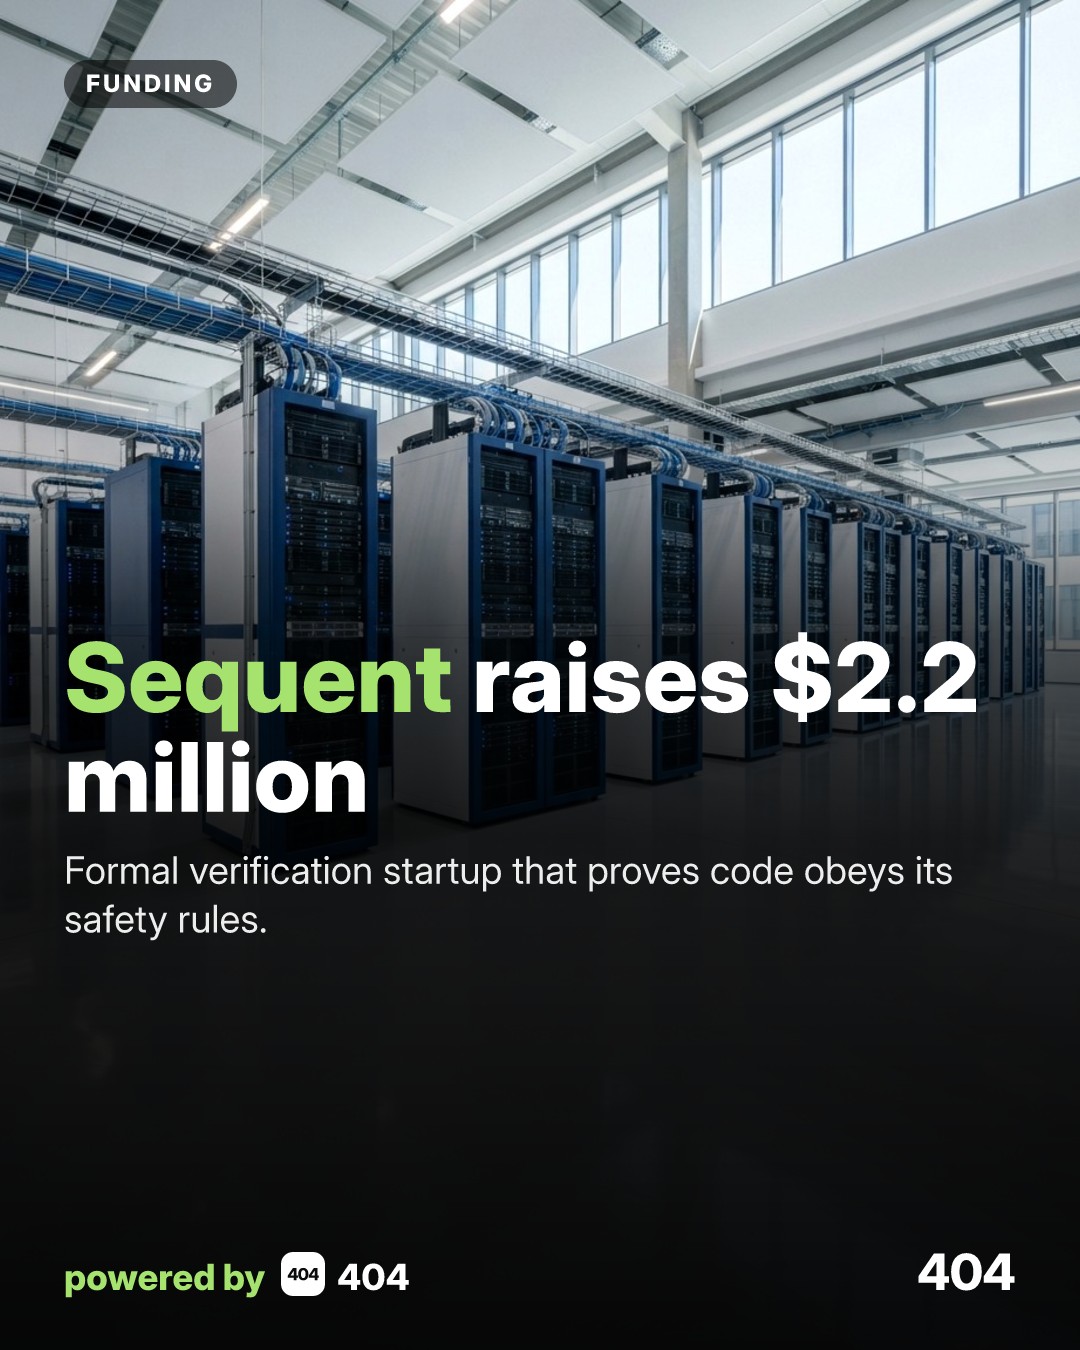 FUNDING
Sequent raises $2.2
million
Formal verification startup that proves code obeys its
safety rules.
powered by 404 404
404